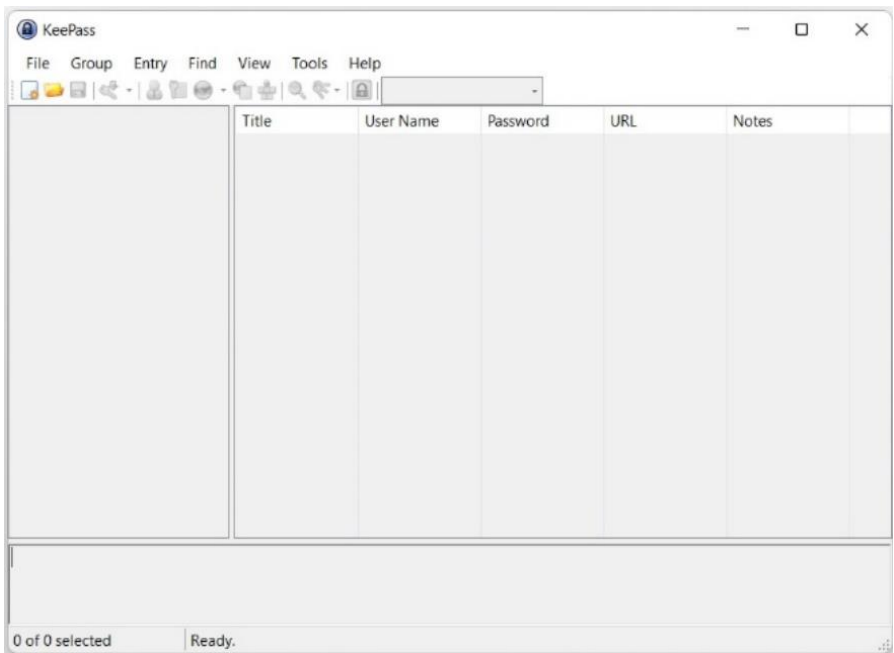 KeePass
File Group Entry Find View Tools Help
Title User Name Password URL Notes
0 of 0 selected Ready.